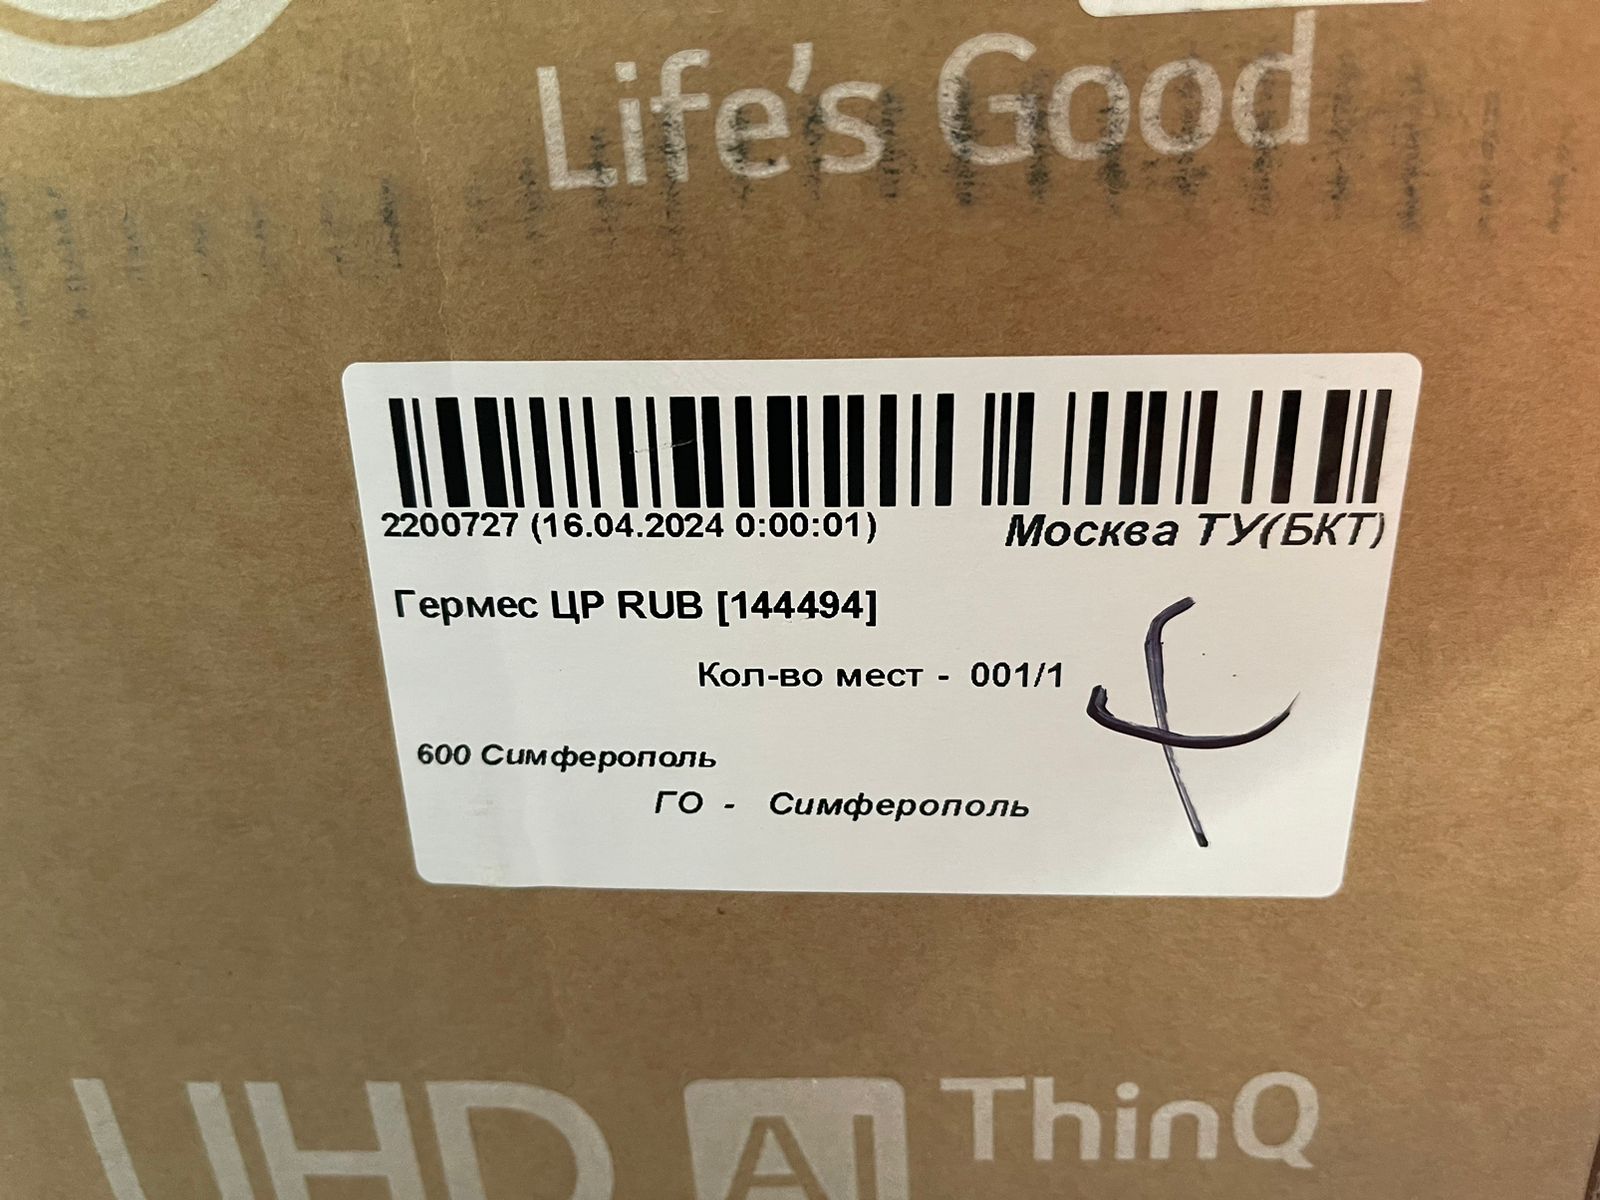 Life's Good
2200727 (16.04.2024 0:00:01) Москва ТУ(БКТ)
Гермес ЦР RUB [144494]
Кол-во мест - 001/1
600 Симферополь
ГО - Симферополь
UHD AI ThinQ